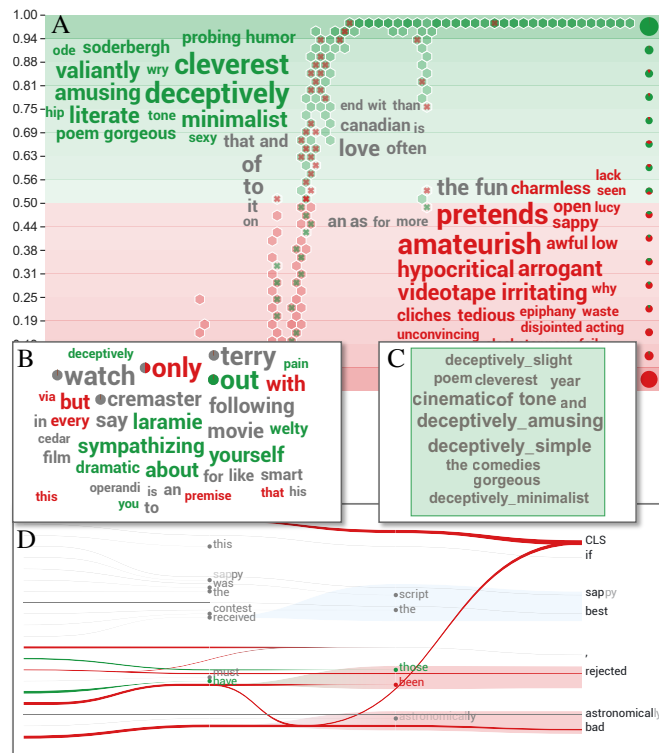 A
1.00
0.94
0.88
0.81
0.75
0.69
0.63
0.56
0.50
0.44
0.38
0.31
0.25
0.19
ode soderbergh probing humor
valiantly wry cleverest
amusing deceptively
hip literate tone minimalist
poem gorgeous sexy that and
of
to
it
on
end wit than
canadian is
love often
the fun charmless lack seen
pretends open lucy
sappy
an as for more
amateurish awful low
hypocritical arrogant
videotape irritating why
cliches tedious epiphany waste
unconvincing disjointed acting
B
deceptively terry pain
watch only out with
via but cremaster following
in every say laramie movie welty
cedar sympathizing yourself
film dramatic about for like smart
operandi is an premise that his
this you to
C
deceptively_slight
poem cleverest year
cinematic of tone and
deceptively_amusing
deceptively_simple
the comedies
gorgeous
deceptively_minimalist
D
CLS
this
if
sappy
was
the
script
sappy
contest
the
best
received
,
must
those
rejected
have
been
astronomically
astronomically
bad